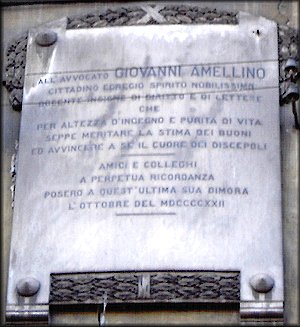 ALL'AVVOCATO GIOVANNI AMELLINO
CITTADINO EGREGIO SPIRITO NOBILISSIMO
DOCENTE INSIGNE DI DIRITTO E DI LETTERE
CHE
PER ALTEZZA D'INGEGNO E PURITA DI VITA
SEPPE MERITARE LA STIMA DEI BUONI
ED AVVINCERE A SE IL CUORE DEI DISCEPOLI
AMICI E COLLEGHI
A PERPETUA RICORDANZA
POSERO A QUEST'ULTIMA SUA DIMORA
L'OTTOBRE DEL MDCCCCXXII